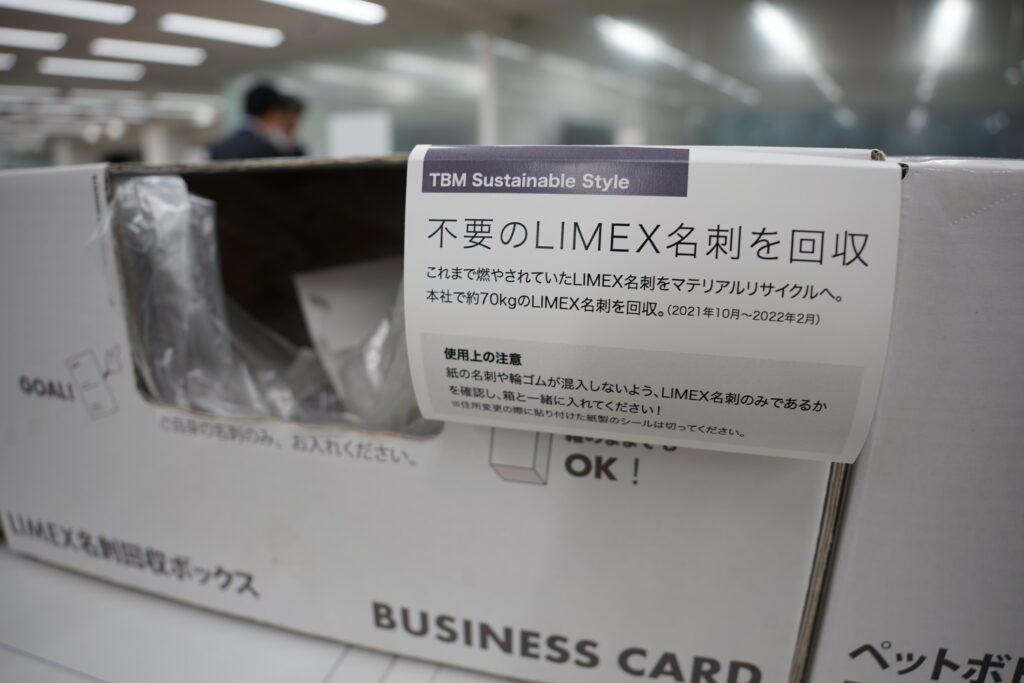 TBM Sustainable Style
不要のLIMEX名刺を回収
これまで燃やされていたLIMEX名刺をマテリアルリサイクルへ。
本社で約70kgのLIMEX名刺を回収。(2021年10月〜2022年2月)
使用上の注意
紙の名刺や輪ゴムが混入しないよう、LIMEX名刺のみであるか
を確認し、箱と一緒に入れてください!
※住所変更の際に貼り付けた紙製のシールは切ってください。
GOAL!
ご自身の名刺のみ、お入れください。
OK!
LIMEX名刺回収ボックス
BUSINESS CARD
ペットボ